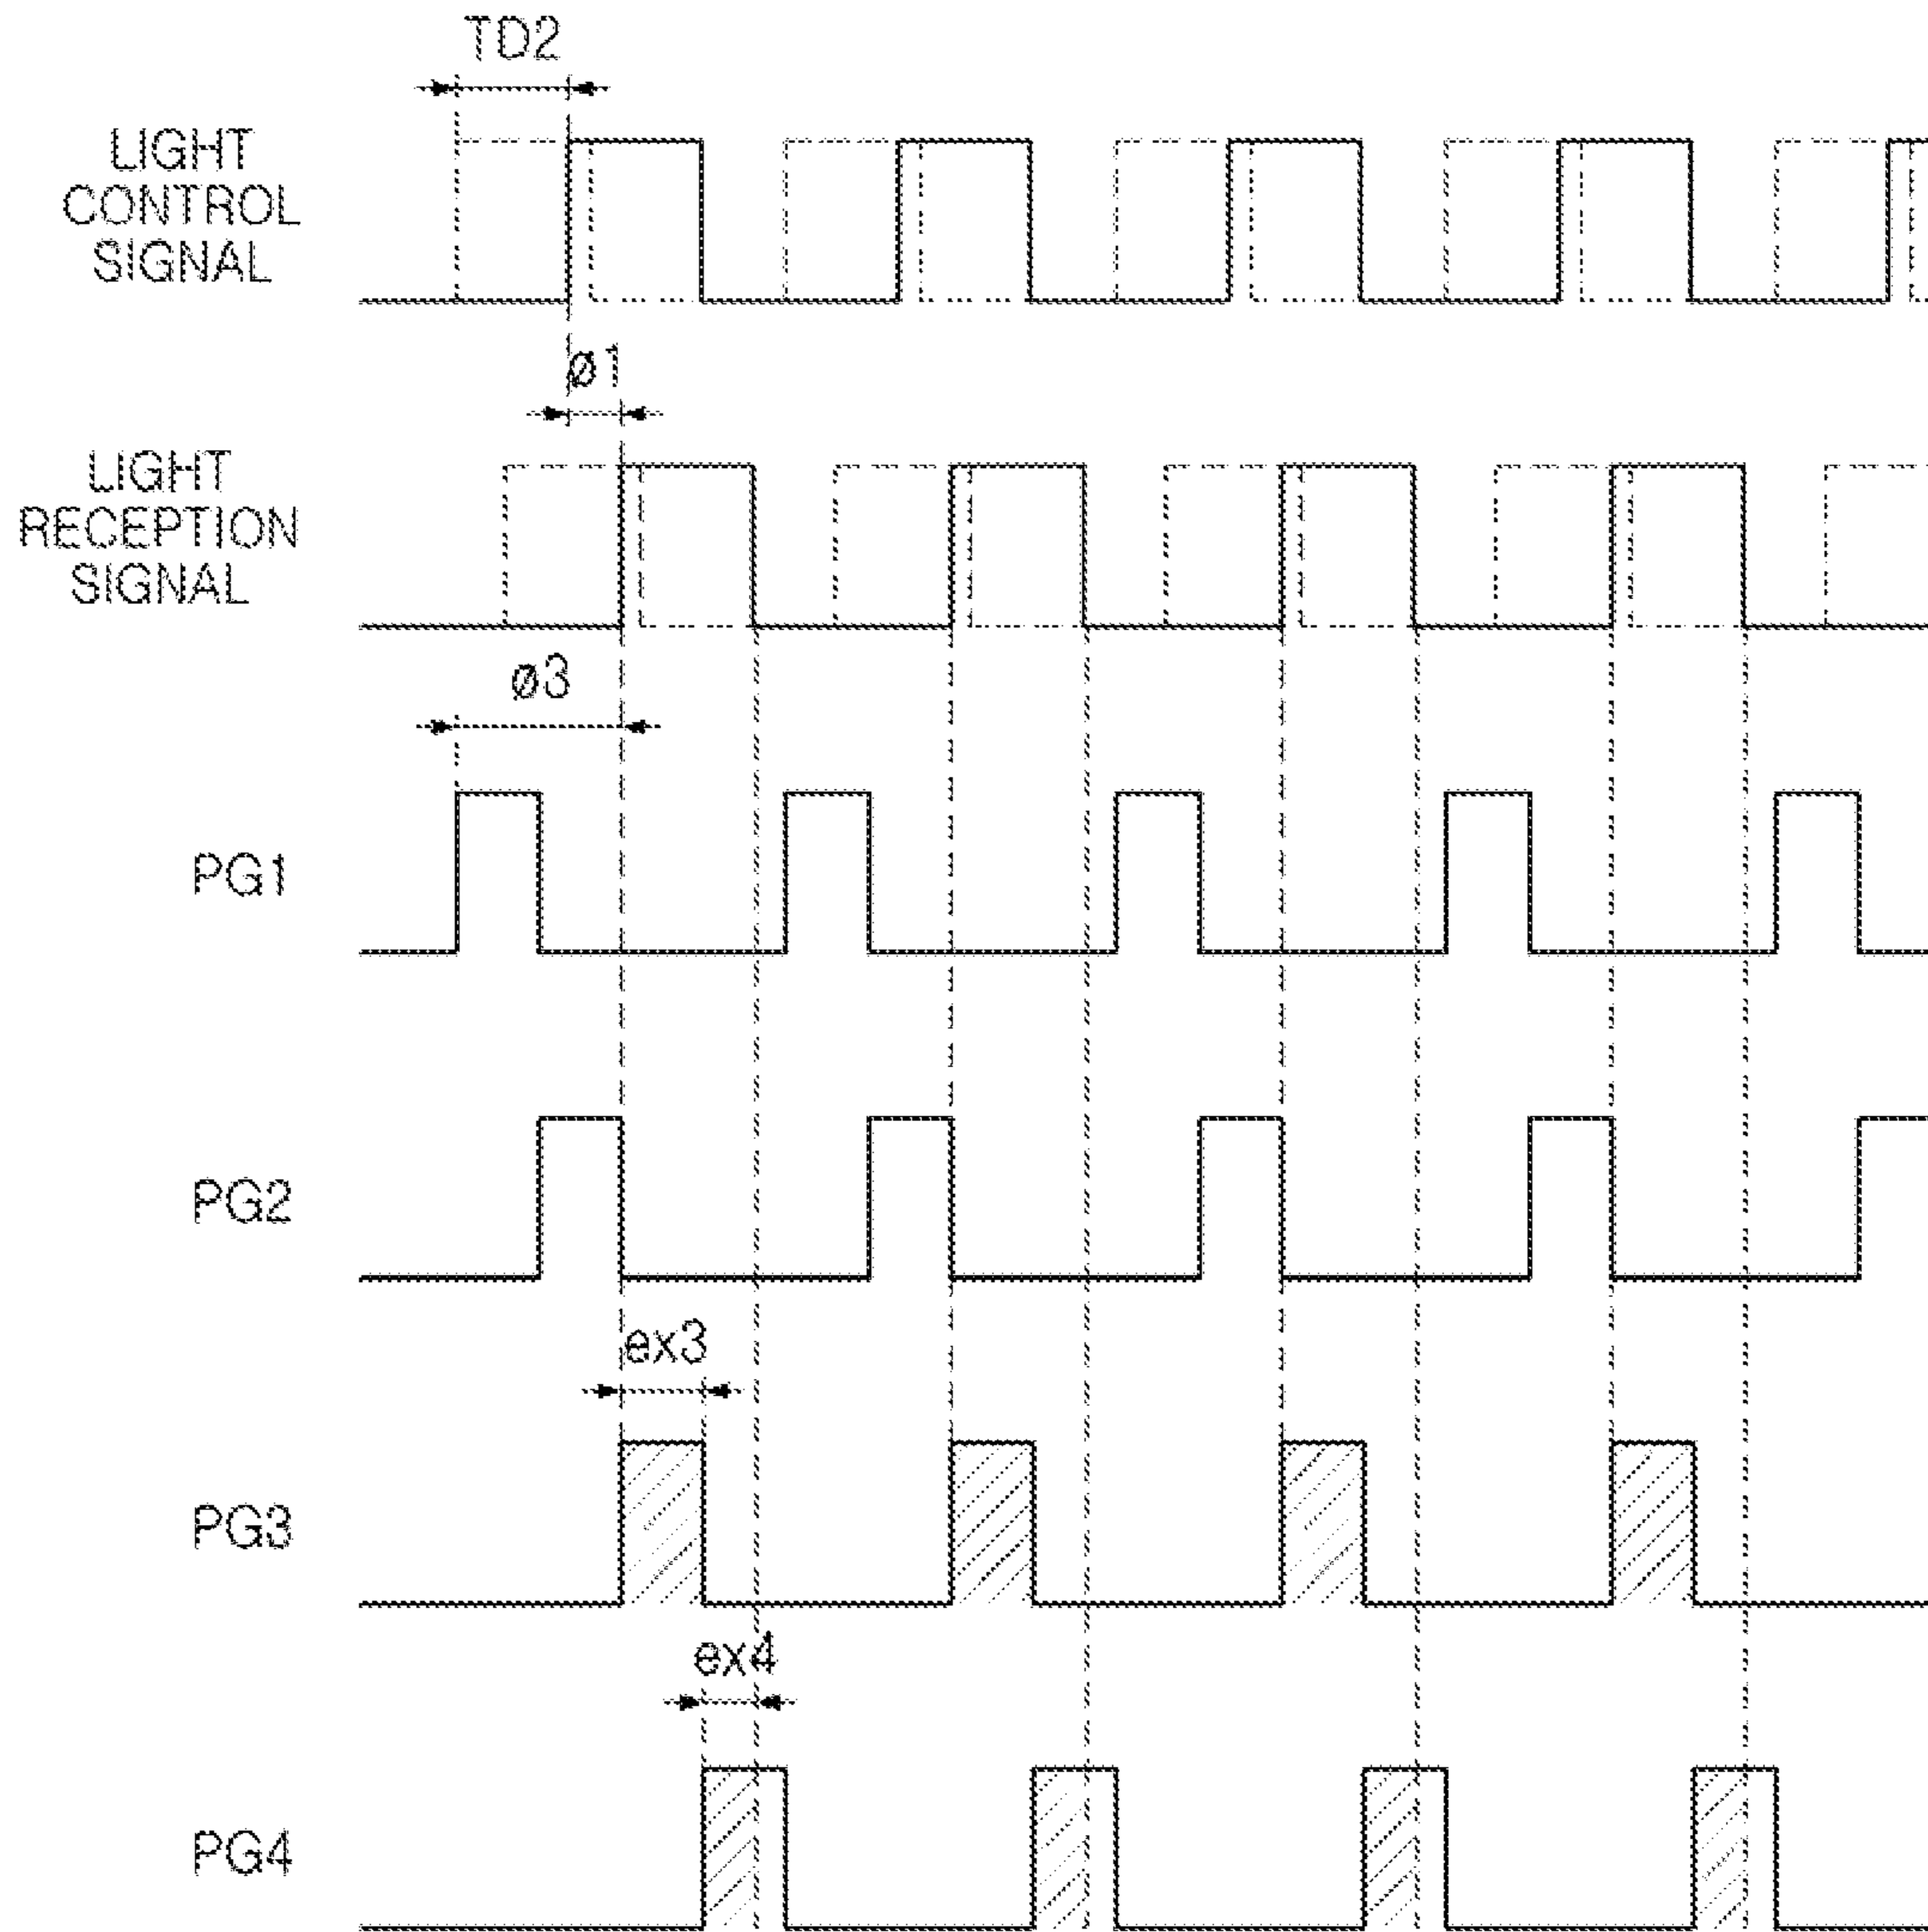 TD2
LIGHT
CONTROL
SIGNAL
ø1
LIGHT
RECEPTION
SIGNAL
ø3
PG1
PG2
ex3
PG3
ex4
PG4